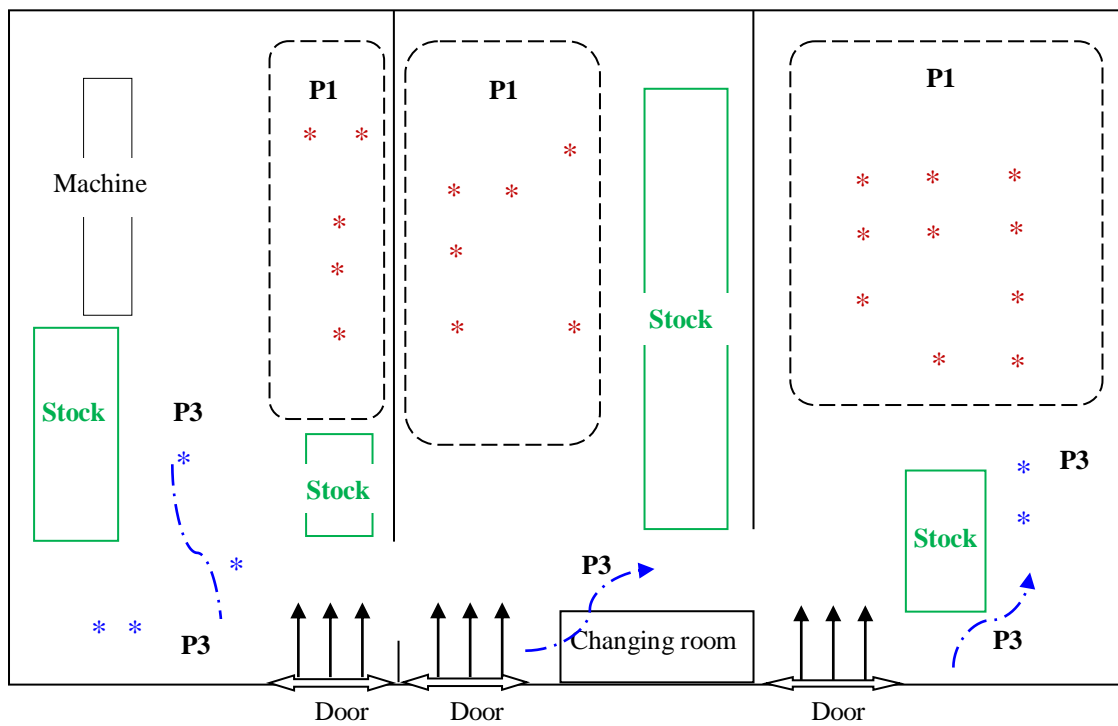 P1
P1
P1
Machine
Stock
Stock
P3
P3
Stock
Stock
P3
P3
P3
Changing room
P3
Door
Door
Door